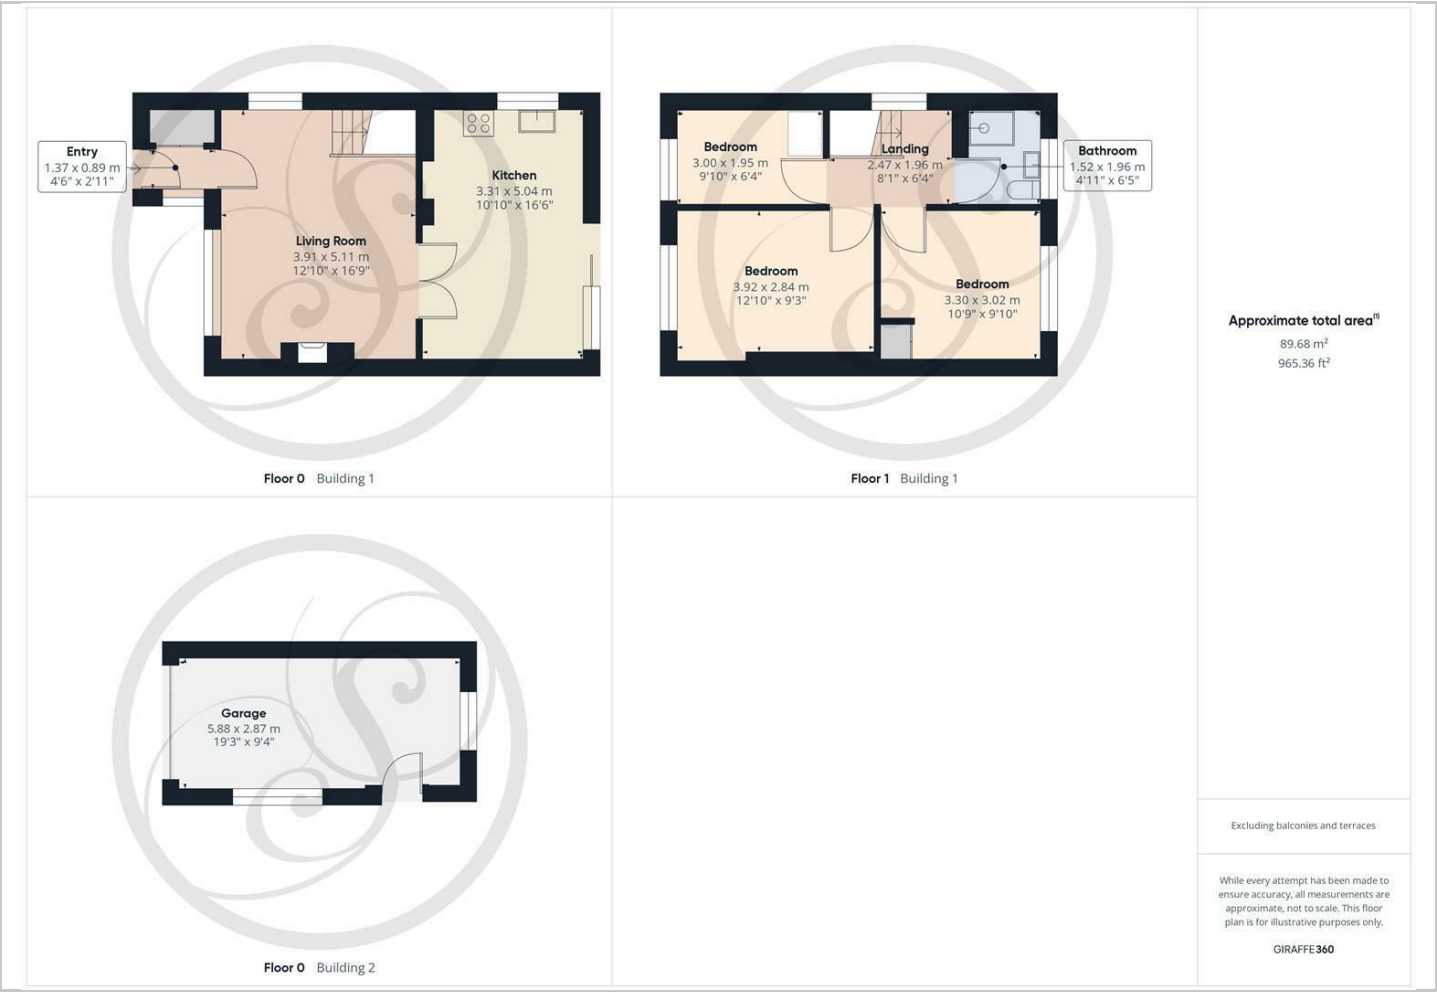 Entry
1.37 x 0.89 m
4'6" x 2'11"
Living Room
3.91 x 5.11 m
12'10" x 16'9"
Kitchen
3.31 x 5.04 m
10'10" x 16'6"
Floor 0 Building 1
Bedroom
3.00 x 1.95 m
9'10" x 6'4"
Landing
2.47 x 1.96 m
8'1" x 6'4"
Bathroom
1.52 x 1.96 m
4'11" x 6'5"
Bedroom
3.92 x 2.84 m
12'10" x 9'3"
Bedroom
3.30 x 3.02 m
10'9" x 9'10"
Floor 1 Building 1
Garage
5.88 x 2.87 m
19'3" x 9'4"
Floor 0 Building 2
Approximate total area(1)
89.68 m²
965.36 ft²
Excluding balconies and terraces
While every attempt has been made to
ensure accuracy, all measurements are
approximate, not to scale. This floor
plan is for illustrative purposes only.
GIRAFFE360